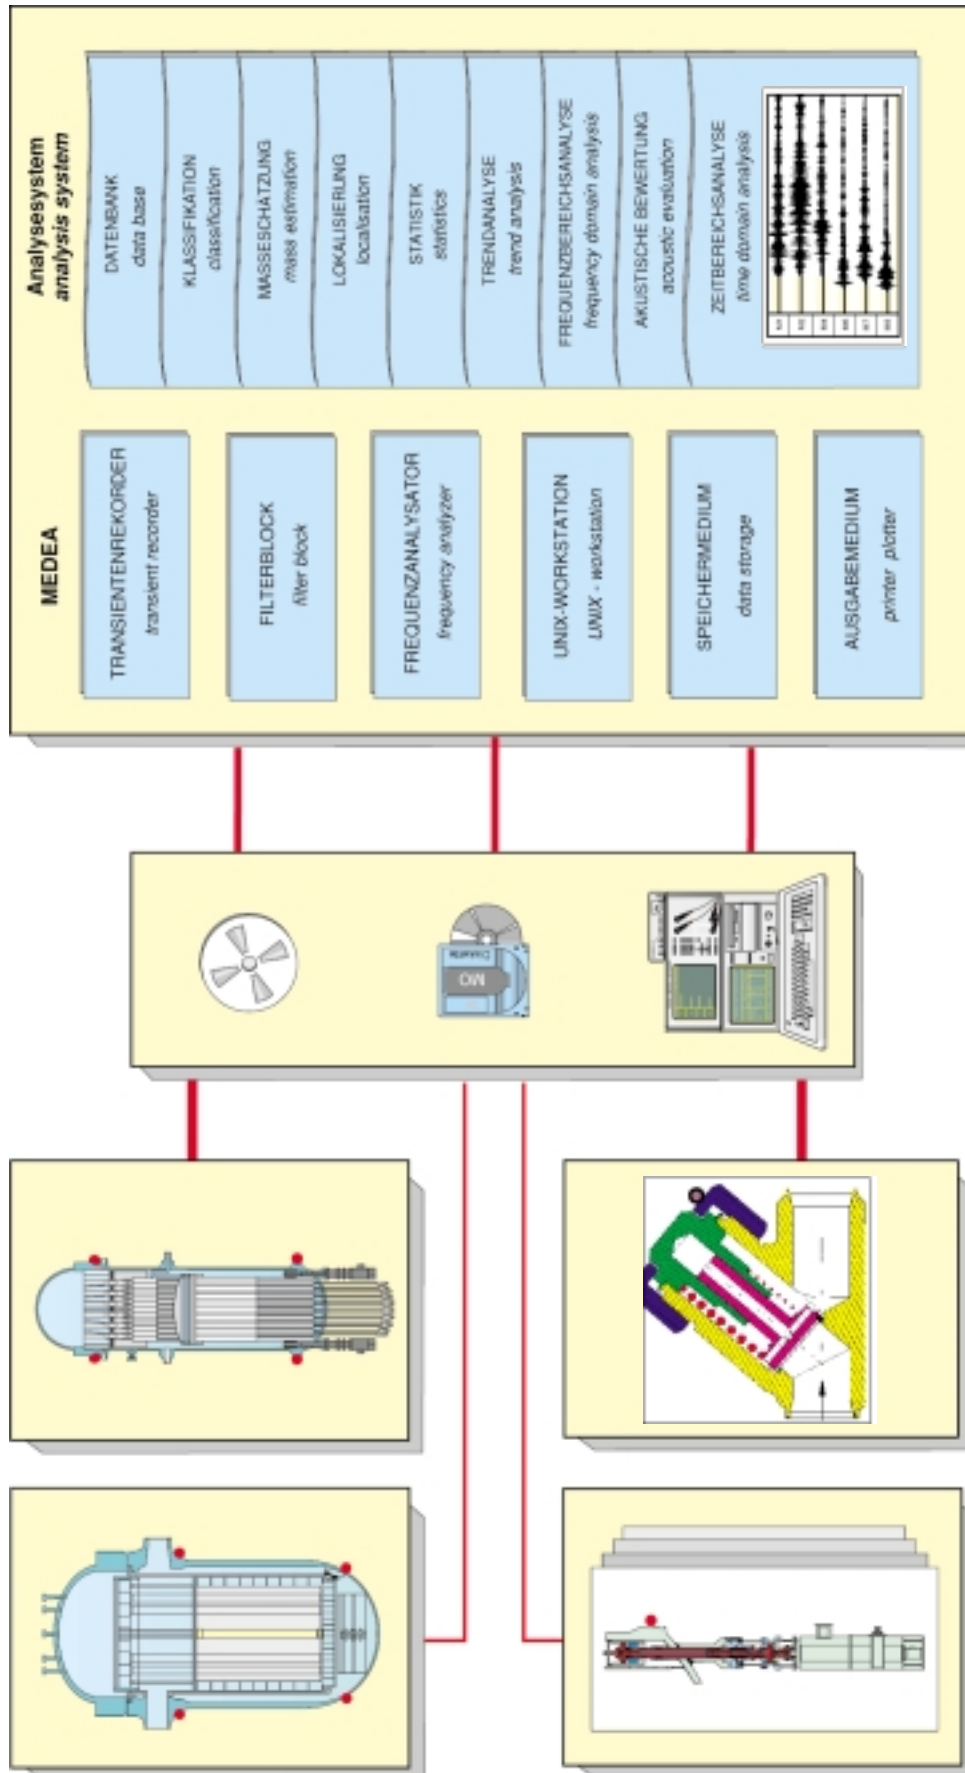 MEDEA
TRANSIENTENREKORDER
transient recorder
FILTERBLOCK
filter block
FREQUENZANALYSATOR
frequency analyzer
UNIX-WORKSTATION
UNIX - workstation
SPEICHERMEDIUM
data storage
AUSGABEMEDIUM
printer plotter
Analysesystem
analysis system
DATENBANK
data base
KLASSIFIKATION
classification
MASSESCHÄTZUNG
mass estimation
LOKALISIERUNG
localisation
STATISTIK
statistics
TRENDANALYSE
trend analysis
FREQUENZBEREICHSANALYSE
frequency domain analysis
AKUSTISCHE BEWERTUNG
acoustic evaluation
ZEITBEREICHSANALYSE
time domain analysis
MO